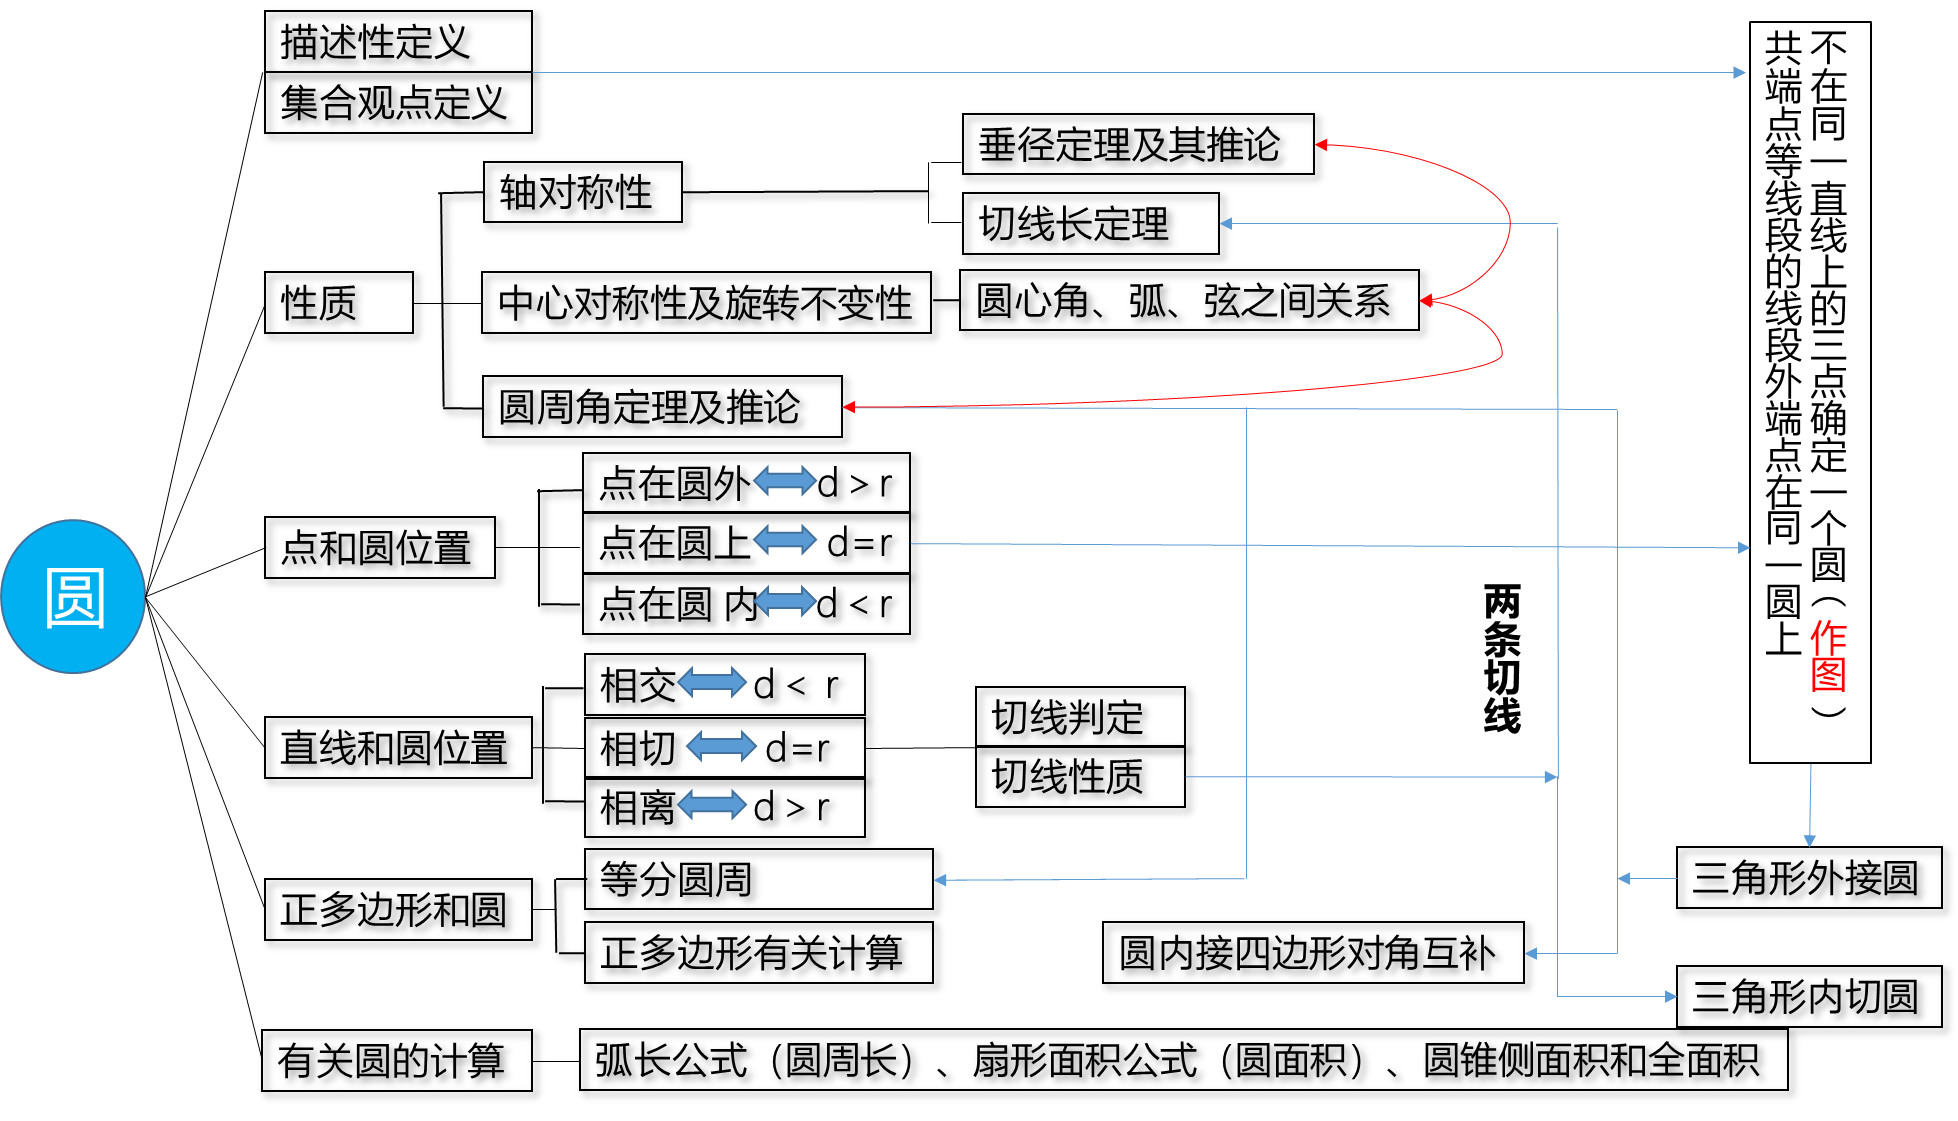 描述性定义
集合观点定义
垂径定理及其推论
轴对称性
切线长定理
性质
中心对称性及旋转不变性
圆心角、弧、弦之间关系
圆周角定理及推论
点在圆外 d > r
点和圆位置
点在圆上 d=r
点在圆 内 d < r
圆
两条切线
相交 d < r
直线和圆位置
相切 d=r
相离 d > r
切线判定
切线性质
等分圆周
正多边形和圆
正多边形有关计算
圆内接四边形对角互补
有关圆的计算
弧长公式（圆周长）、扇形面积公式（圆面积）、圆锥侧面积和全面积
不在同一直线上的三点确定一个圆（作图）
共端点等线段的线段外端点在同一圆上
三角形外接圆
三角形内切圆